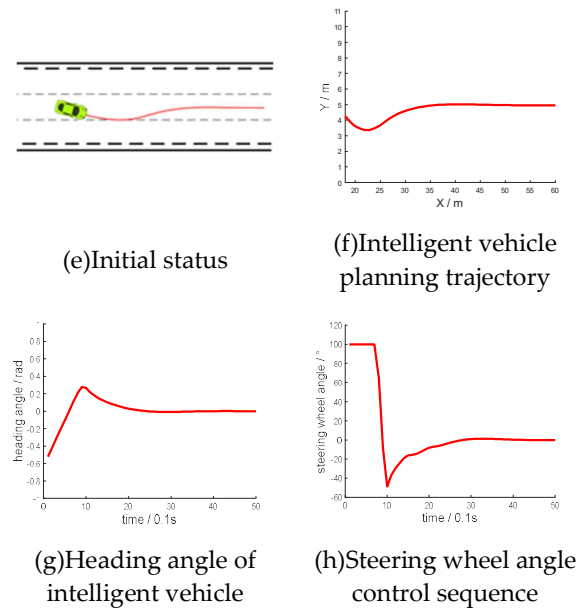 11
10
9
8
7
6
5
4
3
2
1
0
Y / m
20 25 30 35 40 45 50 55 60
X / m
(e)Initial status
(f)Intelligent vehicle
planning trajectory
0.8
0.6
0.4
0.2
0
-0.2
-0.4
-0.6
-0.8
heading angle / rad
0 10 20 30 40 50
time / 0.1s
120
100
80
60
40
20
0
-20
-40
-60
steering wheel angle / °
0 10 20 30 40 50
time / 0.1s
(g)Heading angle of
intelligent vehicle
(h)Steering wheel angle
control sequence